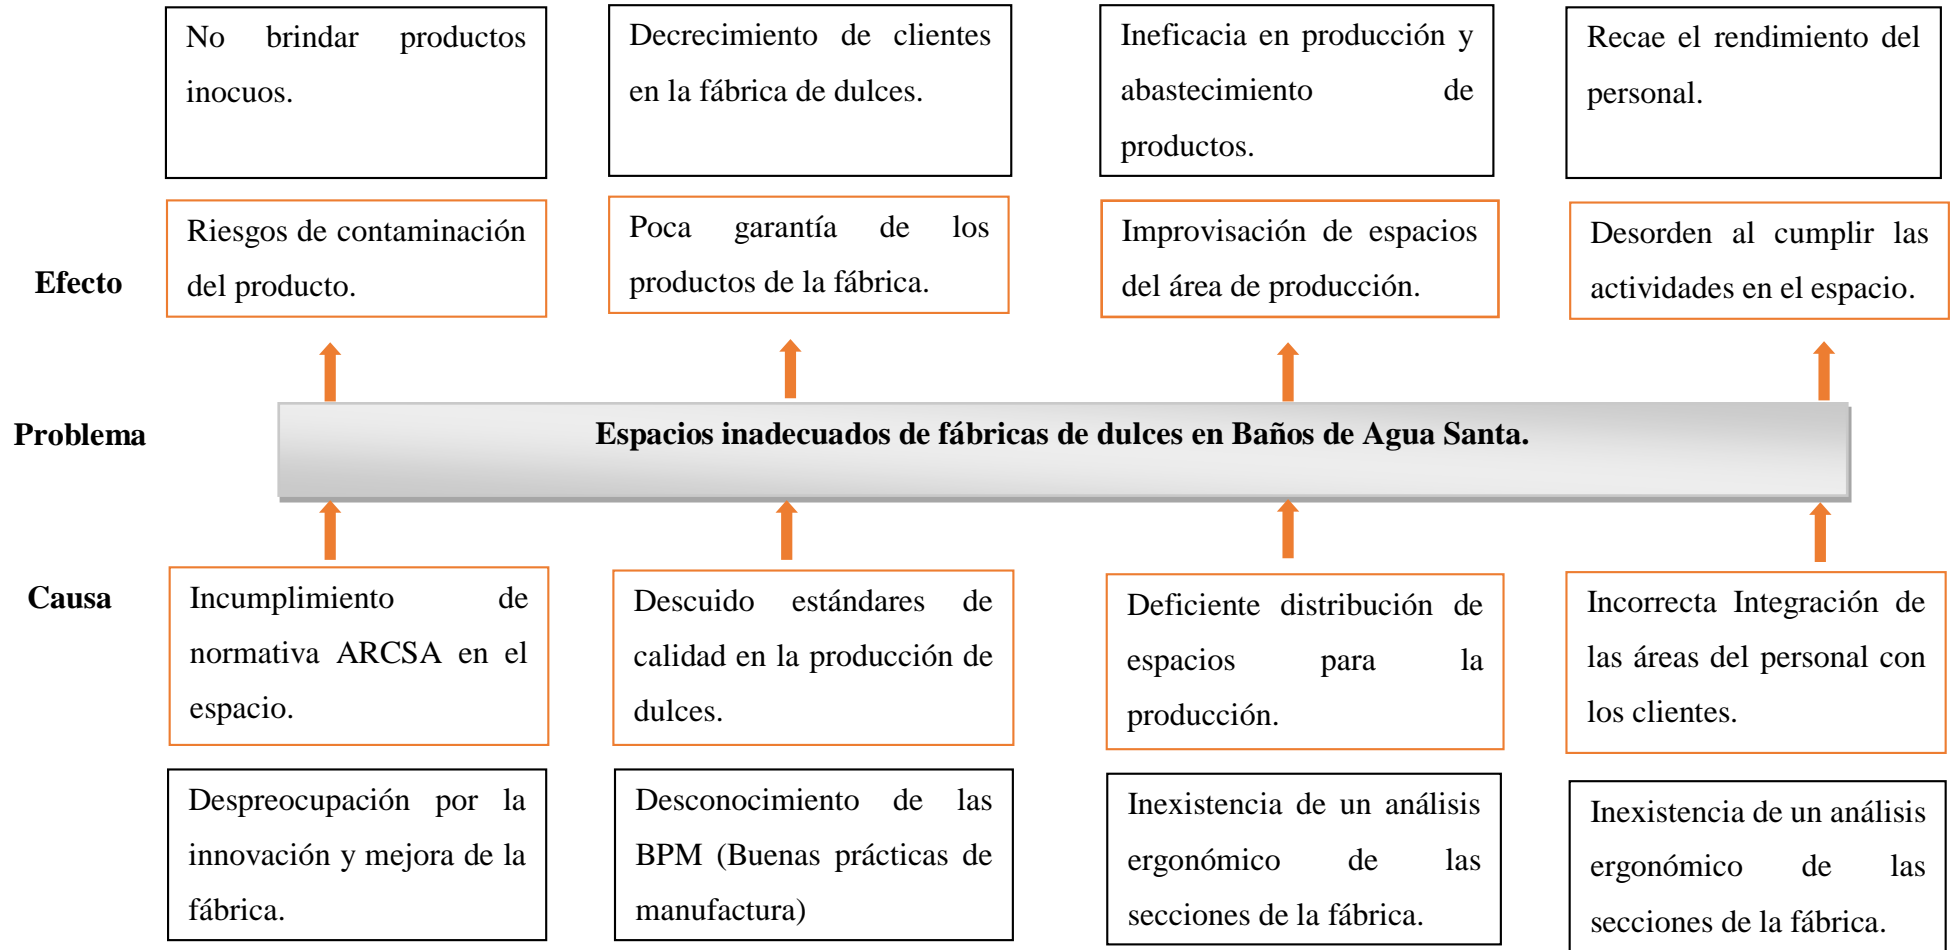 No brindar productos
inocuos.
Decrecimiento de clientes
en la fábrica de dulces.
Ineficacia en producción y
abastecimiento de
productos.
Recae el rendimiento del
personal.
Efecto
Riesgos de contaminación
del producto.
Poca garantía de los
productos de la fábrica.
Improvisación de espacios
del área de producción.
Desorden al cumplir las
actividades en el espacio.
Problema
Espacios inadecuados de fábricas de dulces en Baños de Agua Santa.
Causa
Incumplimiento de
normativa ARCSA en el
espacio.
Descuido estándares de
calidad en la producción de
dulces.
Deficiente distribución de
espacios para la
producción.
Incorrecta Integración de
las áreas del personal con
los clientes.
Despreocupación por la
innovación y mejora de la
fábrica.
Desconocimiento de las
BPM (Buenas prácticas de
manufactura)
Inexistencia de un análisis
ergonómico de las
secciones de la fábrica.
Inexistencia de un análisis
ergonómico de las
secciones de la fábrica.